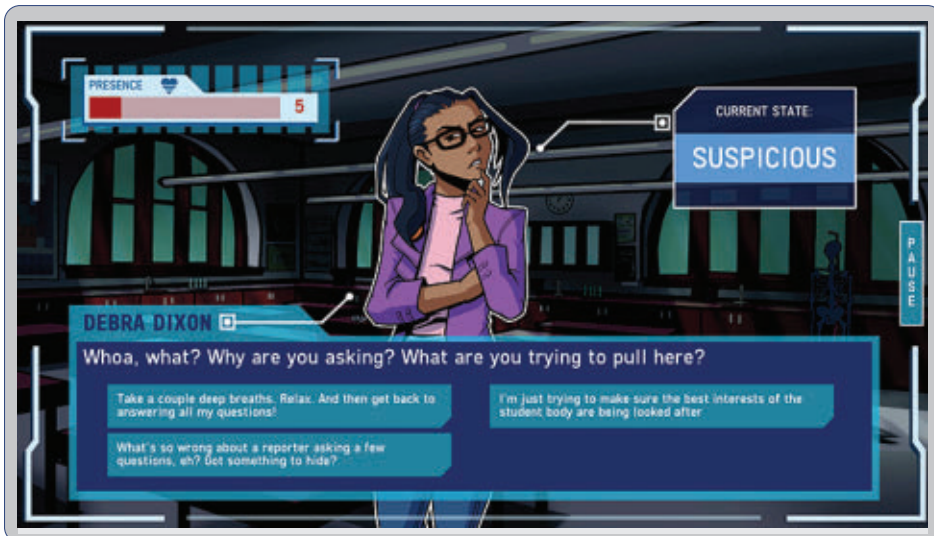 PRESENCE
5
CURRENT STATE:
SUSPICIOUS
PAUSE
DEBRA DIXON
Whoa, what? Why are you asking? What are you trying to pull here?
Take a couple deep breaths. Relax. And then get back to
answering all my questions!
I'm just trying to make sure the best interests of the
student body are being looked after
What's so wrong about a reporter asking a few
questions, eh? Got something to hide?